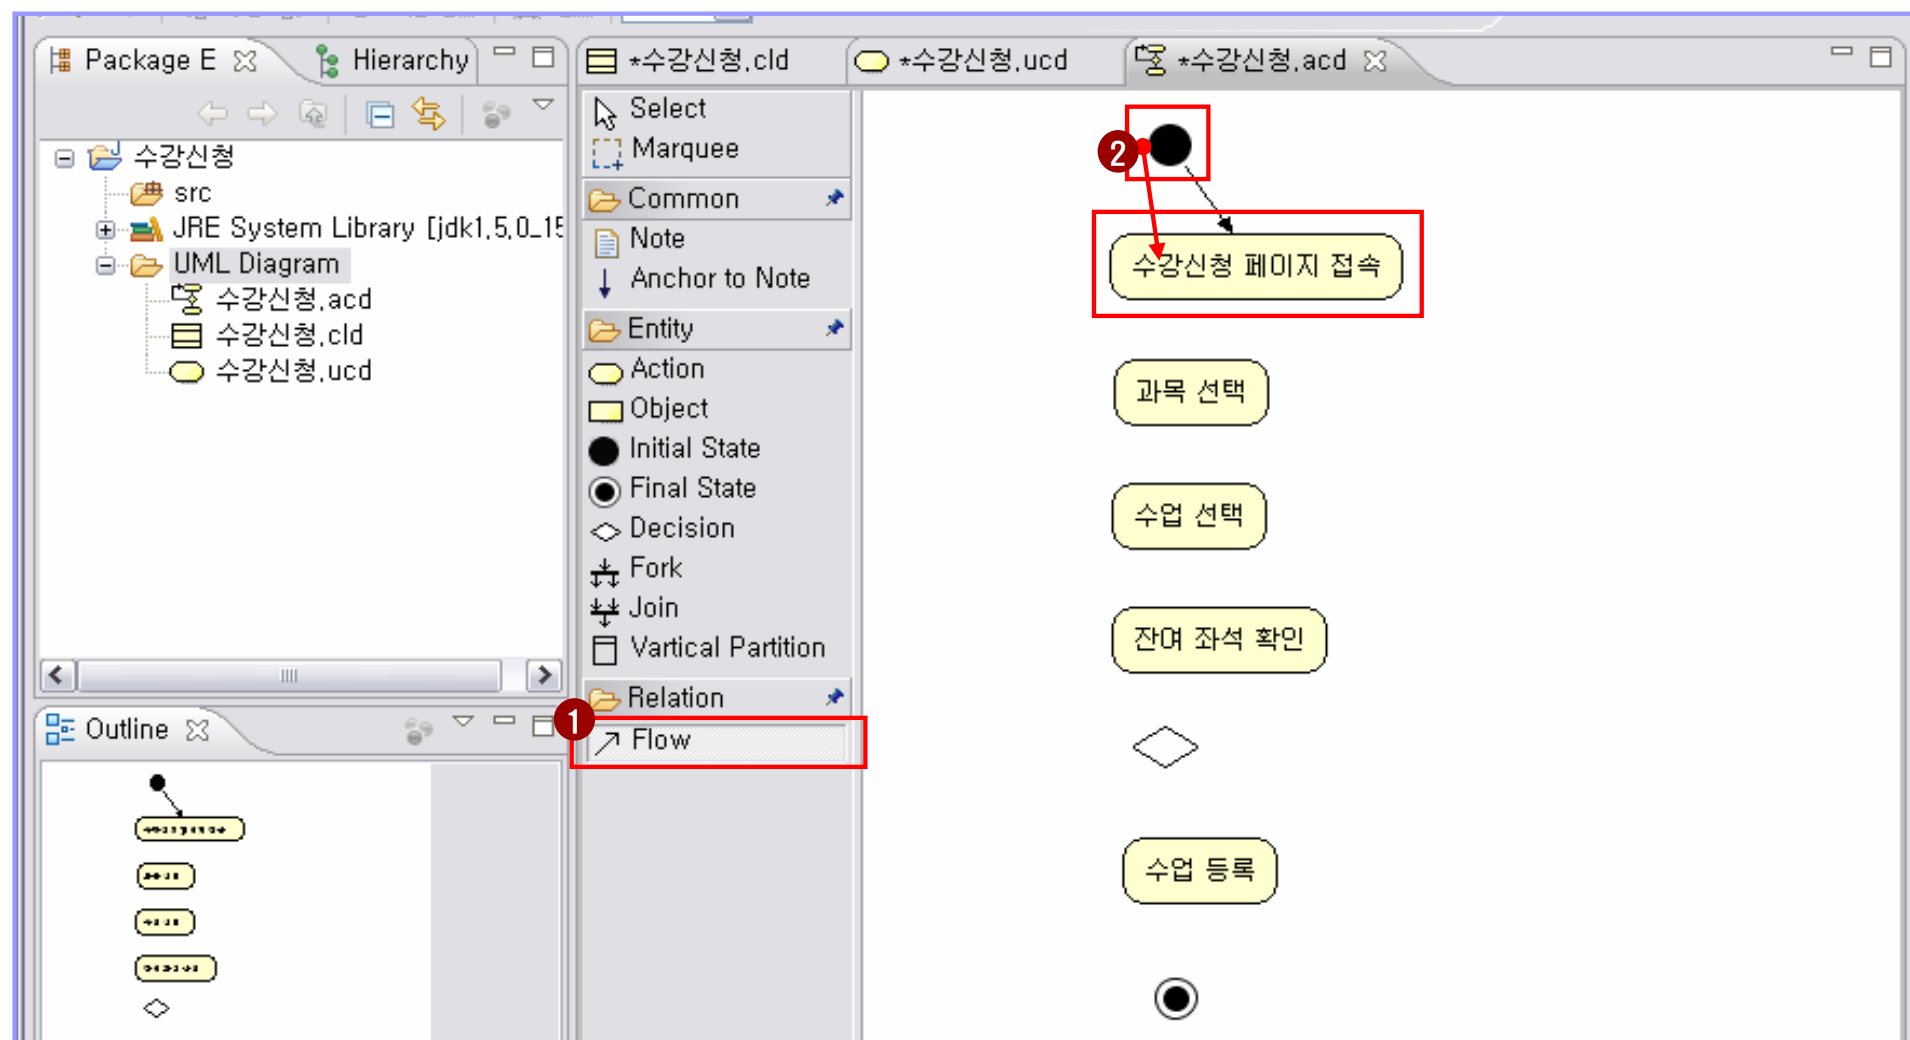 Package E
Hierarchy
*수강신청,cld
*수강신청,ucd
*수강신청,acd
수강신청
src
JRE System Library [jdk1,5,0_15
UML Diagram
수강신청,acd
수강신청,cld
수강신청,ucd
Outline
Select
Marquee
Common
Note
Anchor to Note
Entity
Action
Object
Initial State
Final State
Decision
Fork
Join
Vartical Partition
Relation
1
Flow
2
수강신청 페이지 접속
과목 선택
수업 선택
잔여 좌석 확인
수업 등록